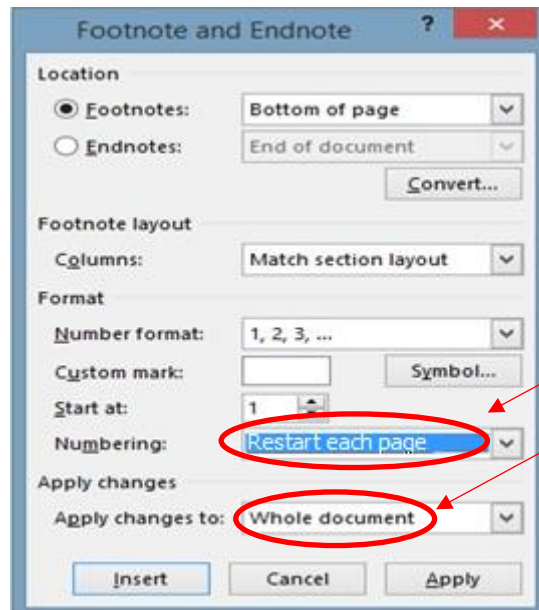 Footnote and Endnote ? ×
Location
Footnotes: Bottom of page
Endnotes: End of document
Convert...
Footnote layout
Columns: Match section layout
Format
Number format: 1, 2, 3, ...
Custom mark: Symbol...
Start at: 1
Numbering: Restart each page
Apply changes
Apply changes to: Whole document
Insert Cancel Apply